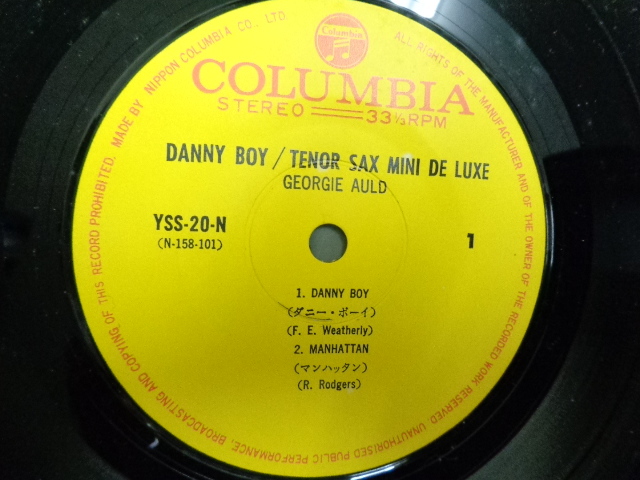 Columbia
COLUMBIA
STEREO 33⅓RPM
DANNY BOY / TENOR SAX MINI DE LUXE
GEORGIE AULD
YSS-20-N
(N-158-101)
1
1. DANNY BOY
(ダニー・ボーイ)
(F. E. Weatherly)
2. MANHATTAN
(マンハッタン)
(R. Rodgers)
MADE BY NIPPON COLUMBIA CO. LTD. ALL RIGHTS OF THE MANUFACTURER AND OF THE OWNER OF THE RECORDED WORK RESERVED. UNAUTHORISED PUBLIC PERFORMANCE, BROADCASTING AND COPYING OF THIS RECORD PROHIBITED.